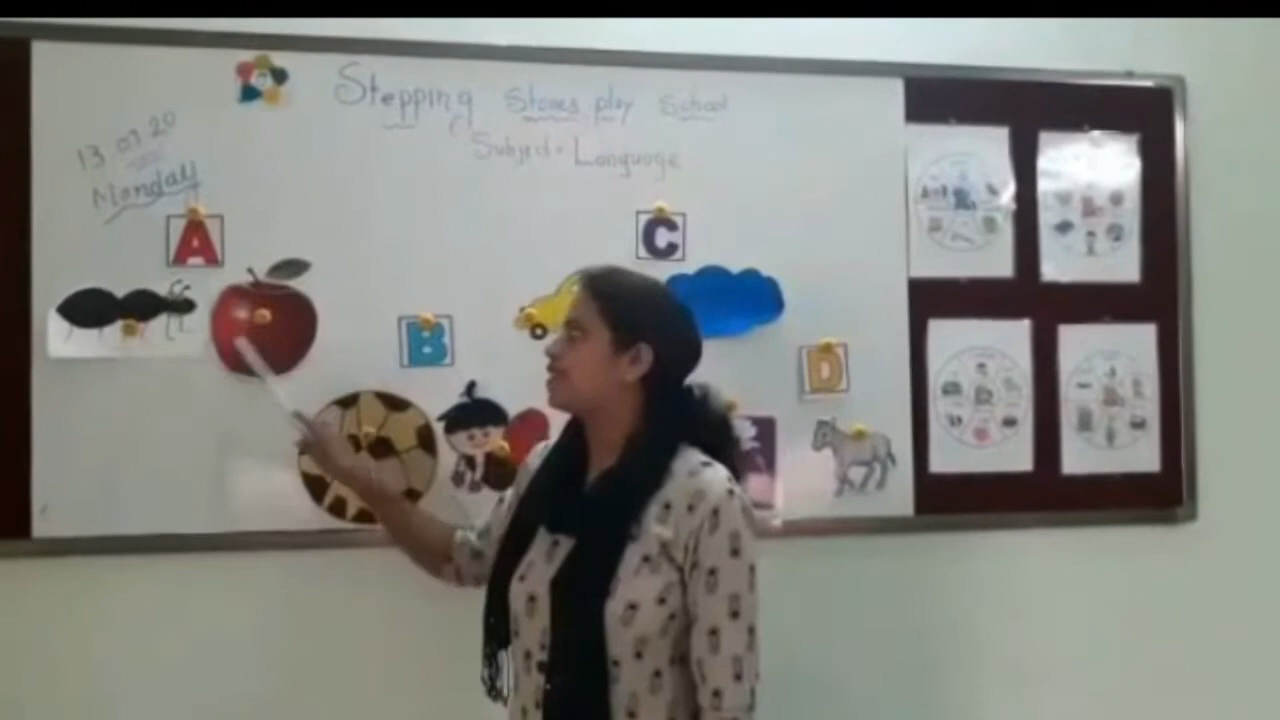 Stepping Stones play School
Subject - Language
13.07.20
Monday
A
C
B
D